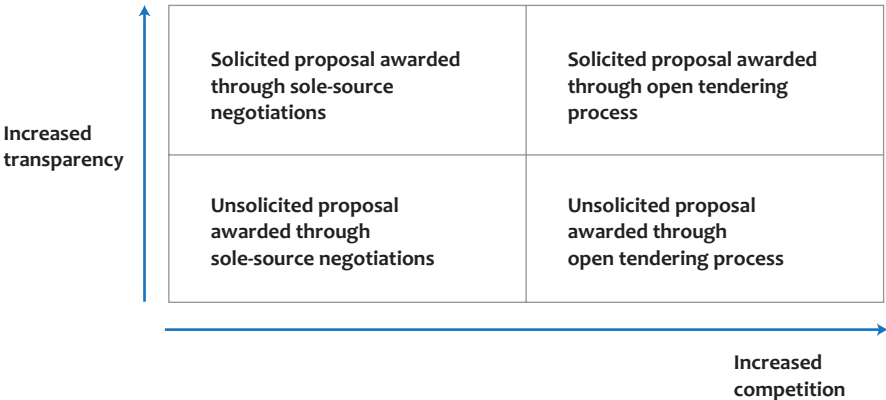 Solicited proposal awarded
through sole-source
negotiations
Solicited proposal awarded
through open tendering
process
Increased
transparency
Unsolicited proposal
awarded through
sole-source negotiations
Unsolicited proposal
awarded through
open tendering process
Increased
competition